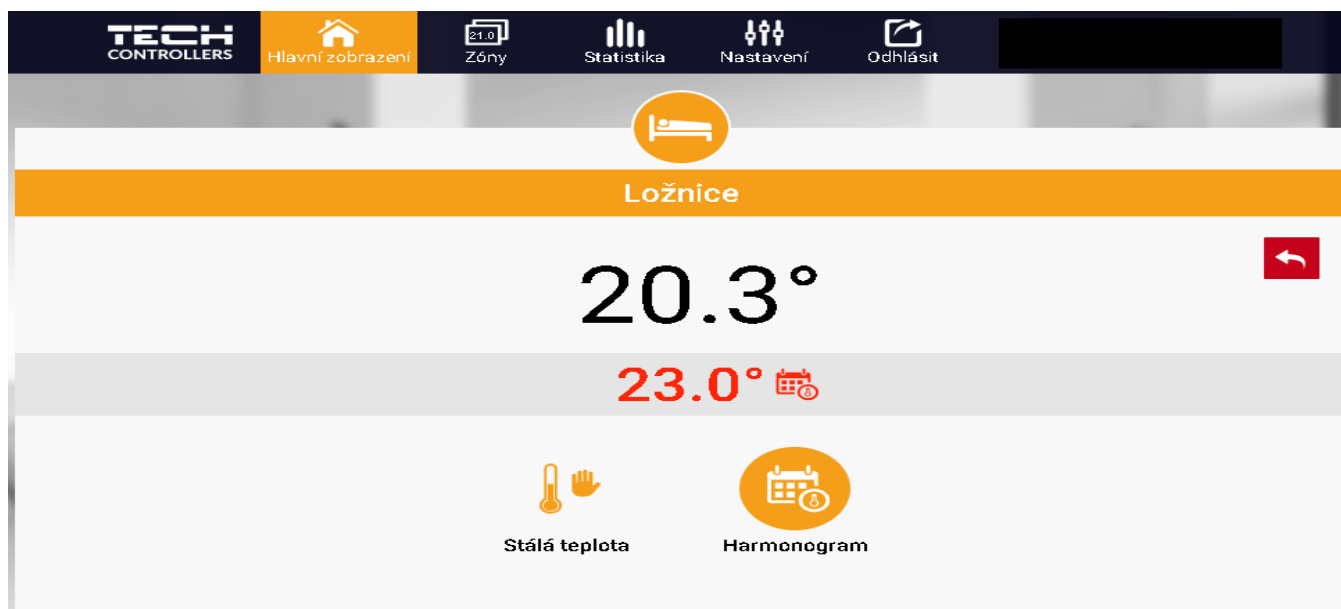 TECH
CONTROLLERS
Hlavní zobrazení
21.0
Zóny
Statistika
Nastavení
Odhlásit
Ložnice
20.3°
23.0°
Stálá teplota
Harmonogram